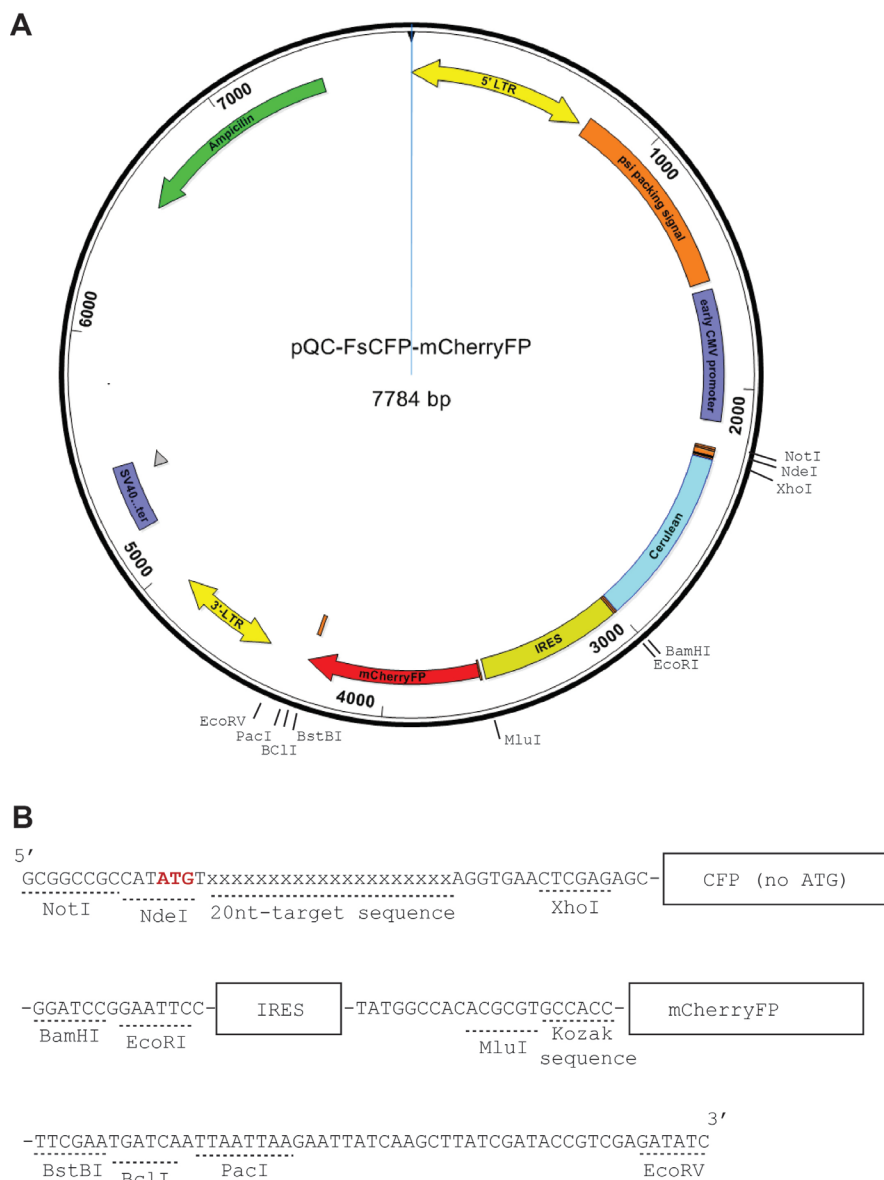 A
7000
5' LTR
Ampicilin
1000
psi packing signal
6000
early CMV promoter
pQC-FsCFP-mCherryFP
7784 bp
2000
NotI
NdeI
XhoI
SV40...ter
Cerulean
5000
3'-LTR
IRES
3000
BamHI
EcoRI
mCherryFP
4000
EcoRV
PacI
BClI
BstBI
MluI
B
5'
GCGGCCGCCATATGTxxxxxxxxxxxxxxxxxxxxAGGTGAACTCGAGAGC- CFP (no ATG)
NotI NdeI 20nt-target sequence XhoI
-GGATCCGGAATTCC- IRES -TATGGCCACACGCGTGCCACC- mCherryFP
BamHI EcoRI MluI Kozak
sequence
3'
-TTCGAATGATCAATTAATTAAGAATTATCAAGCTTATCGATACCGTCGAGATATC
BstBI BclI PacI EcoRV